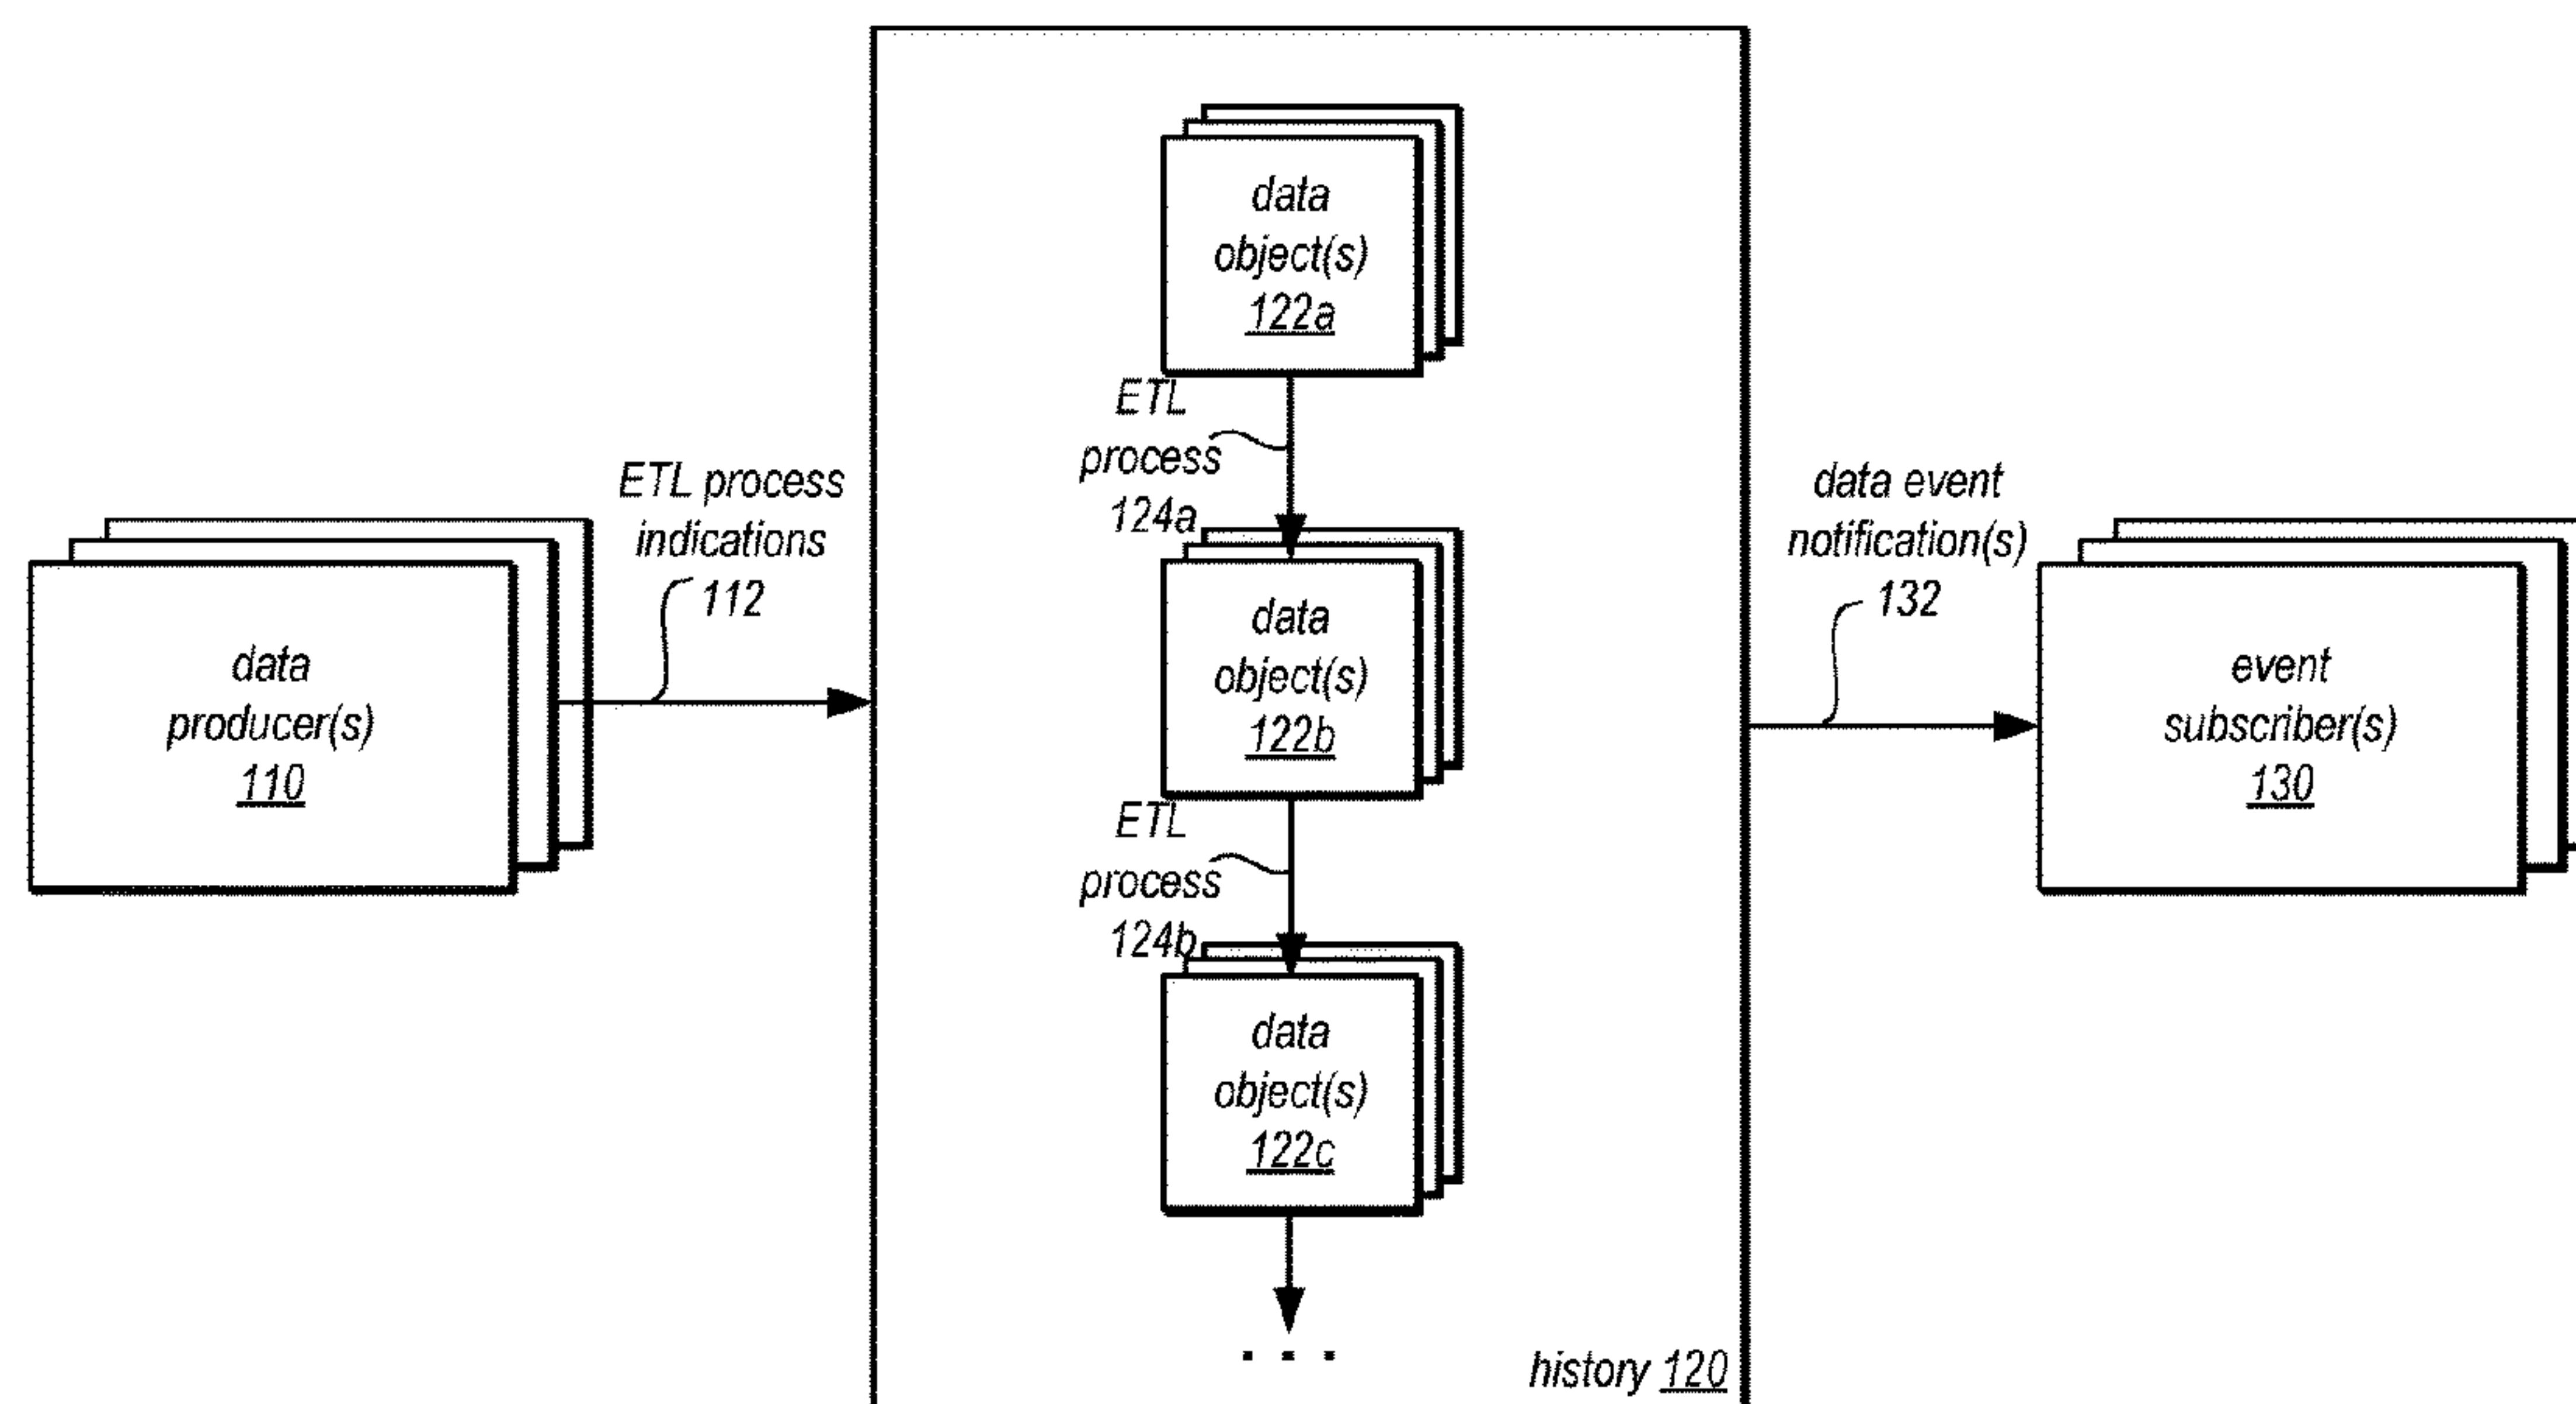 data
object(s)
122a
ETL
process
124a
ETL process
indications
112
data event
notification(s)
132
data
producer(s)
110
data
object(s)
122b
event
subscriber(s)
130
ETL
process
124b
data
object(s)
122c
. . .
history 120